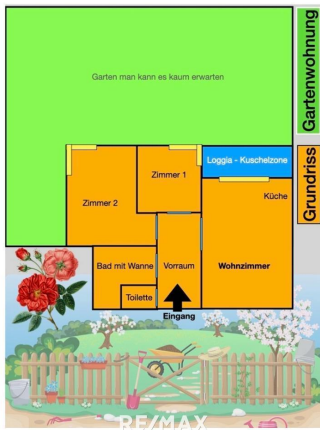 Gartenwohnung
Garten man kann es kaum erwarten
Grundriss
Loggia - Kuschelzone
Zimmer 1
Küche
Zimmer 2
Bad mit Wanne
Vorraum
Wohnzimmer
Toilette
Eingang
RE/MAX